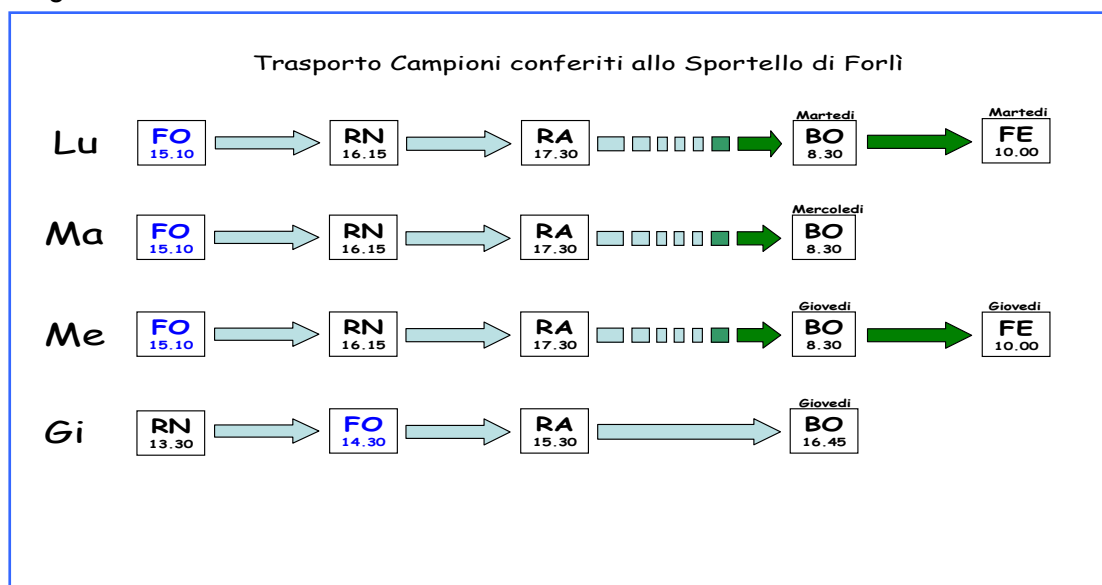 Trasporto Campioni conferiti allo Sportello di Forlì
Martedi Martedi
Lu FO RN RA BO FE
15.10 16.15 17.30 8.30 10.00
Mercoledi
Ma FO RN RA BO
15.10 16.15 17.30 8.30
Giovedi Giovedi
Me FO RN RA BO FE
15.10 16.15 17.30 8.30 10.00
Giovedi
Gi RN FO RA BO
13.30 14.30 15.30 16.45